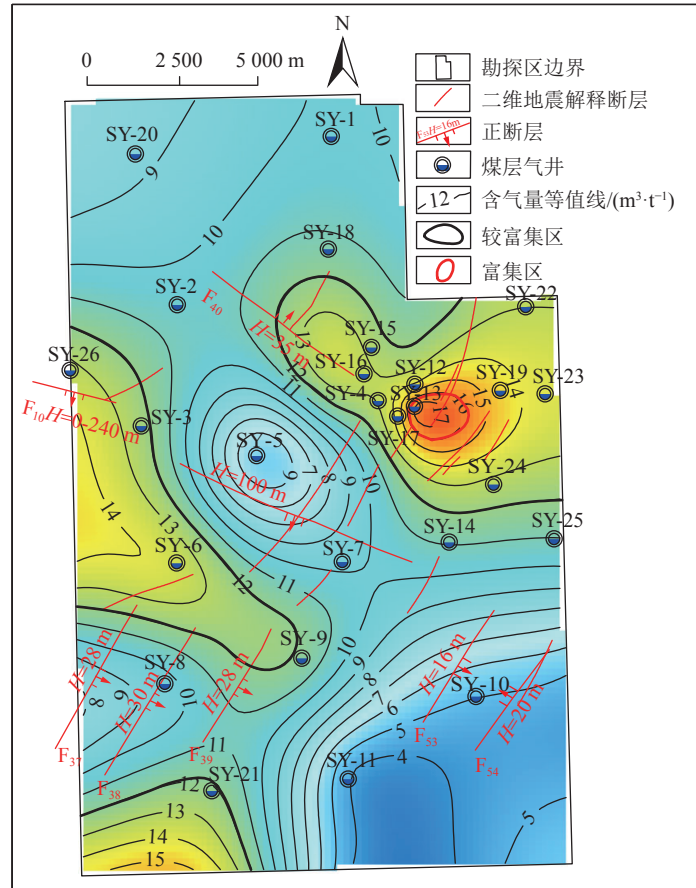 N
0 2 500 5 000 m
勘探区边界
二维地震解释断层
F₅₃H=16m 正断层
煤层气井
12 含气量等值线/(m³·t⁻¹)
较富集区
富集区
SY-20
SY-1
10
9
SY-18
10
SY-2
F₄₀
SY-22
H=35 m
13
SY-15
12
SY-26
SY-16
SY-12
SY-19
SY-23
11
SY-4
SY-13
15
14
16
17
F₁₀H=0-240 m
SY-3
SY-17
SY-5
7
8
9
9
10
SY-24
H=100 m
14
13
SY-14
SY-25
SY-6
SY-7
12
11
10
SY-9
9
8
7
6
5
H=28 m
SY-8
H=30 m
H=28 m
H=16 m
SY-10
H=20 m
8
9
10
F₃₇
F₃₈
F₃₉
11
F₅₃
F₅₄
SY-21
SY-11
4
12
13
14
15
5